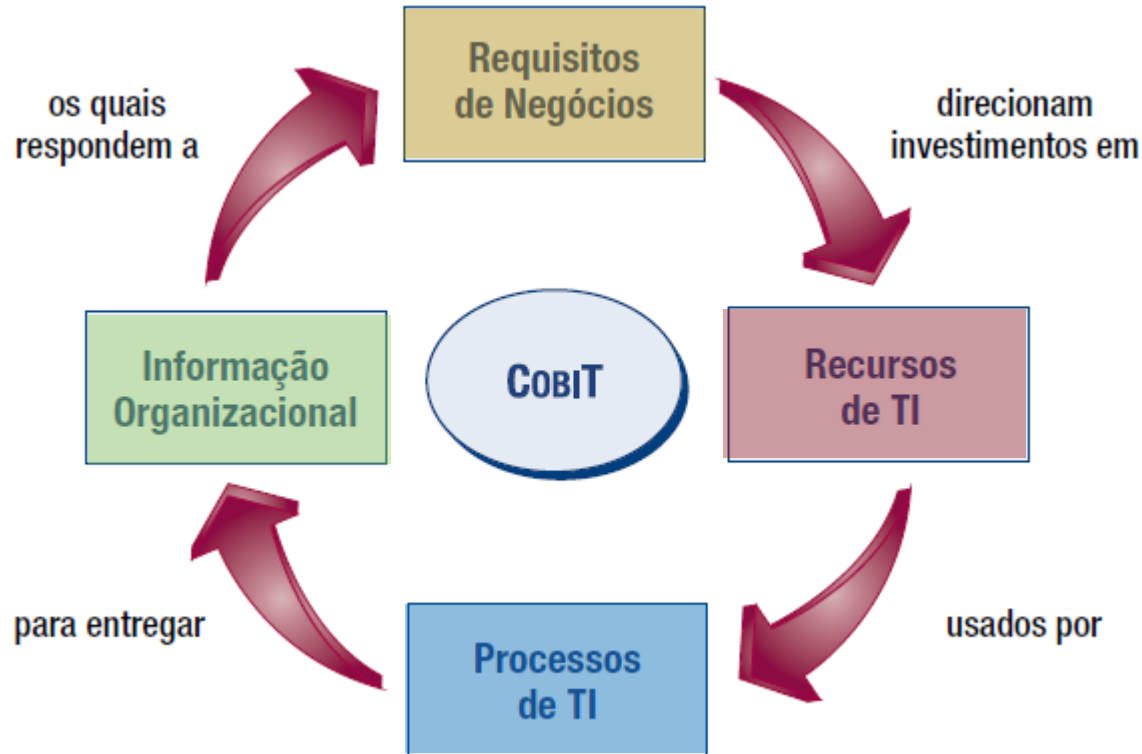 Requisitos
de Negócios
direcionam
investimentos em
Recursos
de TI
usados por
Processos
de TI
para entregar
Informação
Organizacional
os quais
respondem a
COBIT